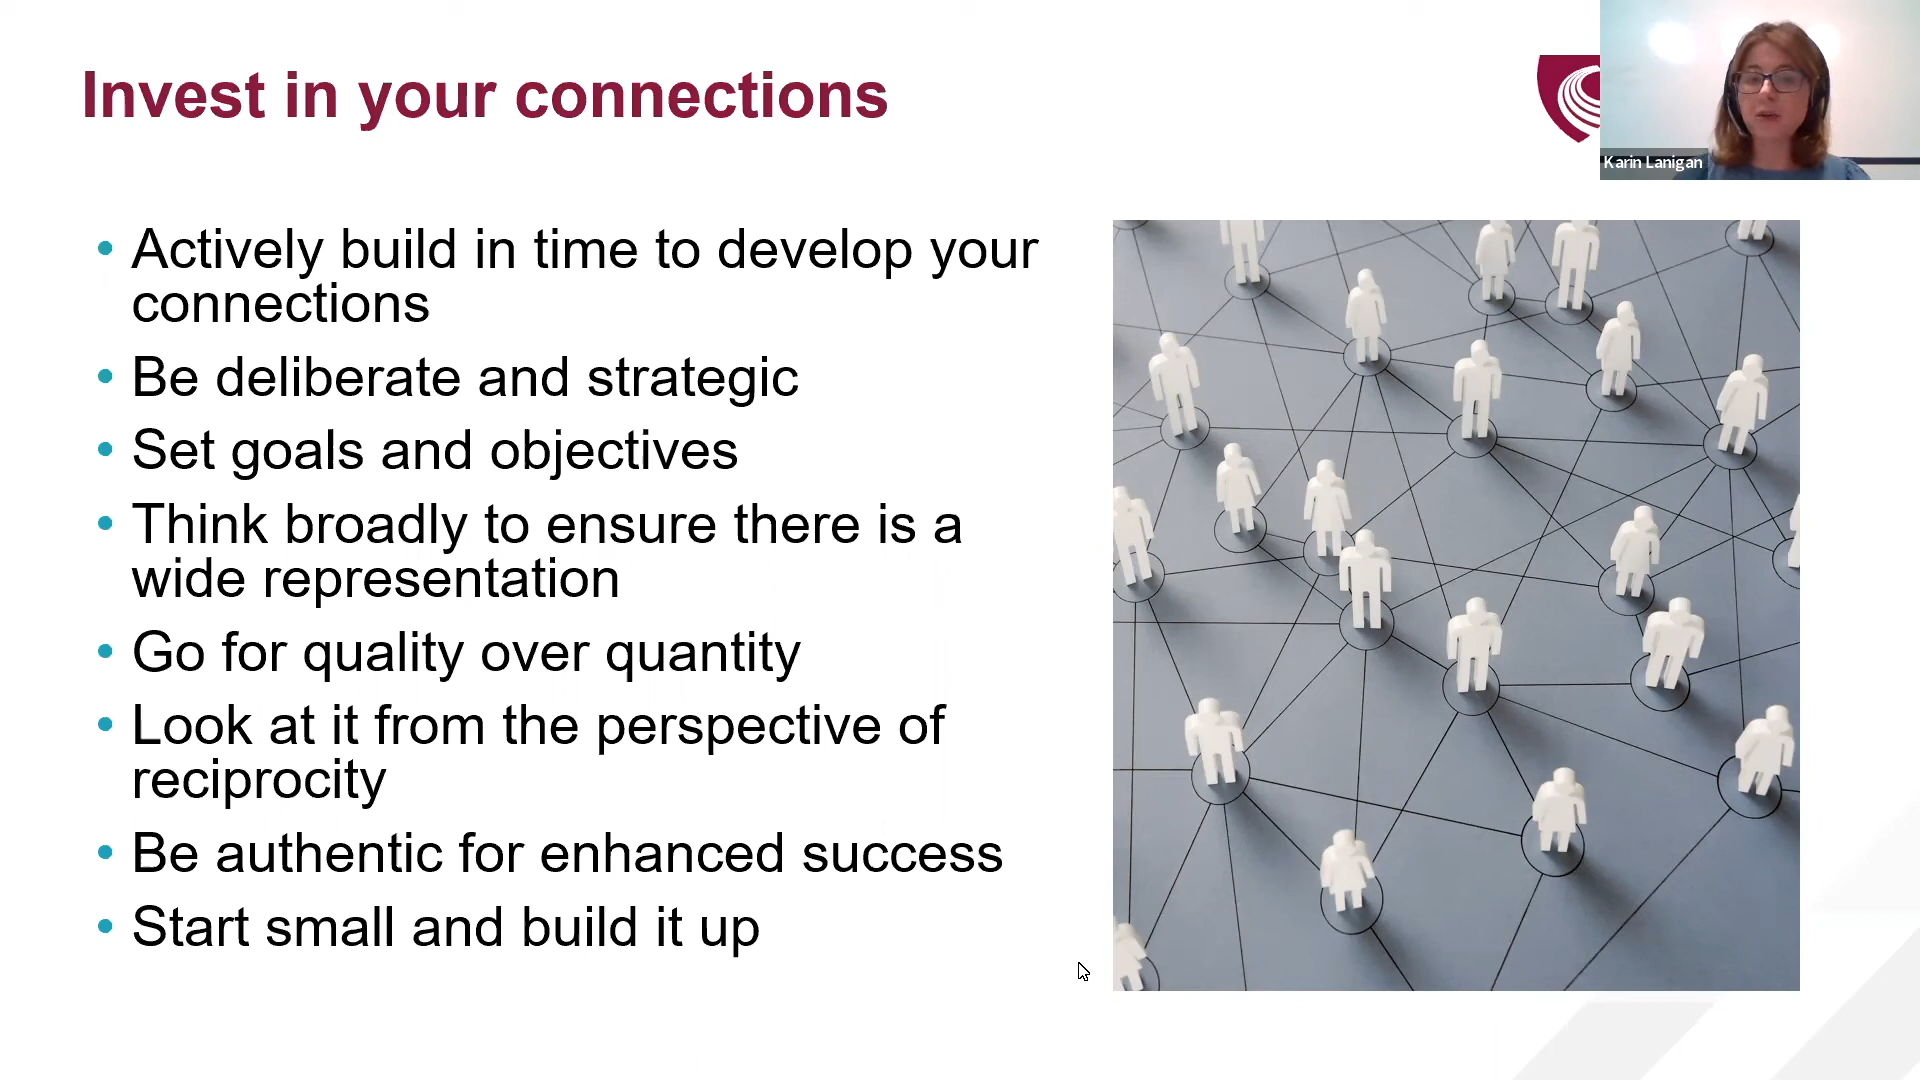 Invest in your connections
Karin Lanigan
• Actively build in time to develop your
connections
• Be deliberate and strategic
• Set goals and objectives
• Think broadly to ensure there is a
wide representation
• Go for quality over quantity
• Look at it from the perspective of
reciprocity
• Be authentic for enhanced success
• Start small and build it up